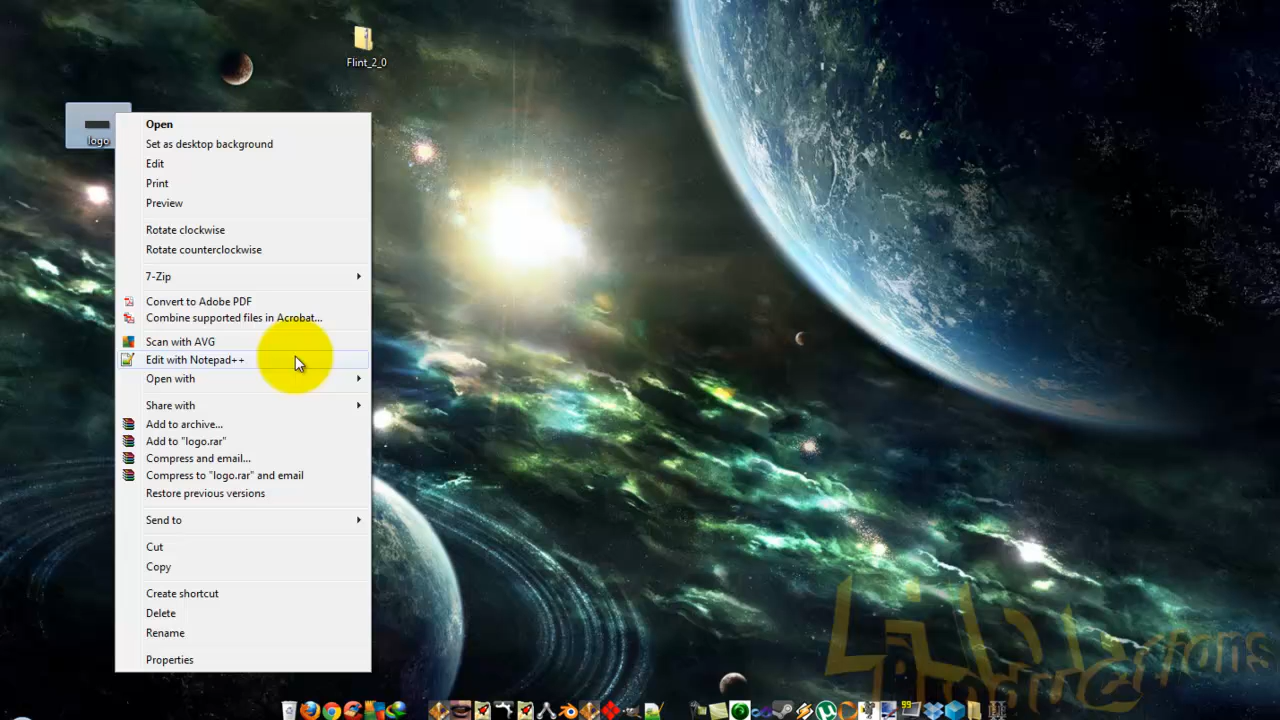 Flint_2_0
logo
Open
Set as desktop background
Edit
Print
Preview
Rotate clockwise
Rotate counterclockwise
7-Zip
Convert to Adobe PDF
Combine supported files in Acrobat...
Scan with AVG
Edit with Notepad++
Open with
Share with
Add to archive...
Add to "logo.rar"
Compress and email...
Compress to "logo.rar" and email
Restore previous versions
Send to
Cut
Copy
Create shortcut
Delete
Rename
Properties
99